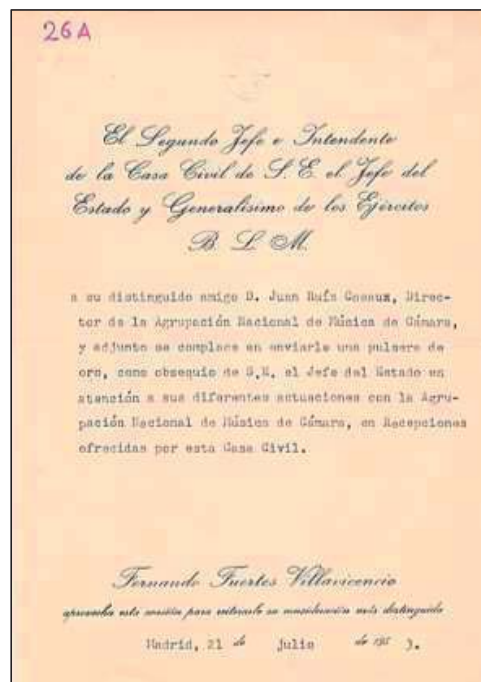 26A
El Segundo Jefe e Intendente
de la Casa Civil de S. E. el Jefe del
Estado y Generalísimo de los Ejércitos
B. L. M.
a su distinguido amigo D. Juan Ruíz Casaux, Direc-
tor de la Agrupación Nacional de Música de Cámara,
y adjunto se complace en enviarle una pulsera de
oro, como obsequio de S.E. el Jefe del Estado en
atención a sus diferentes actuaciones con la Agru-
pación Nacional de Música de Cámara, en Recepciones
ofrecidas por esta Casa Civil.
Fernando Fuertes Villavicencio
aprovecha esta ocasión para reiterarle su consideración más distinguida
Madrid, 21 de julio de 195 3.